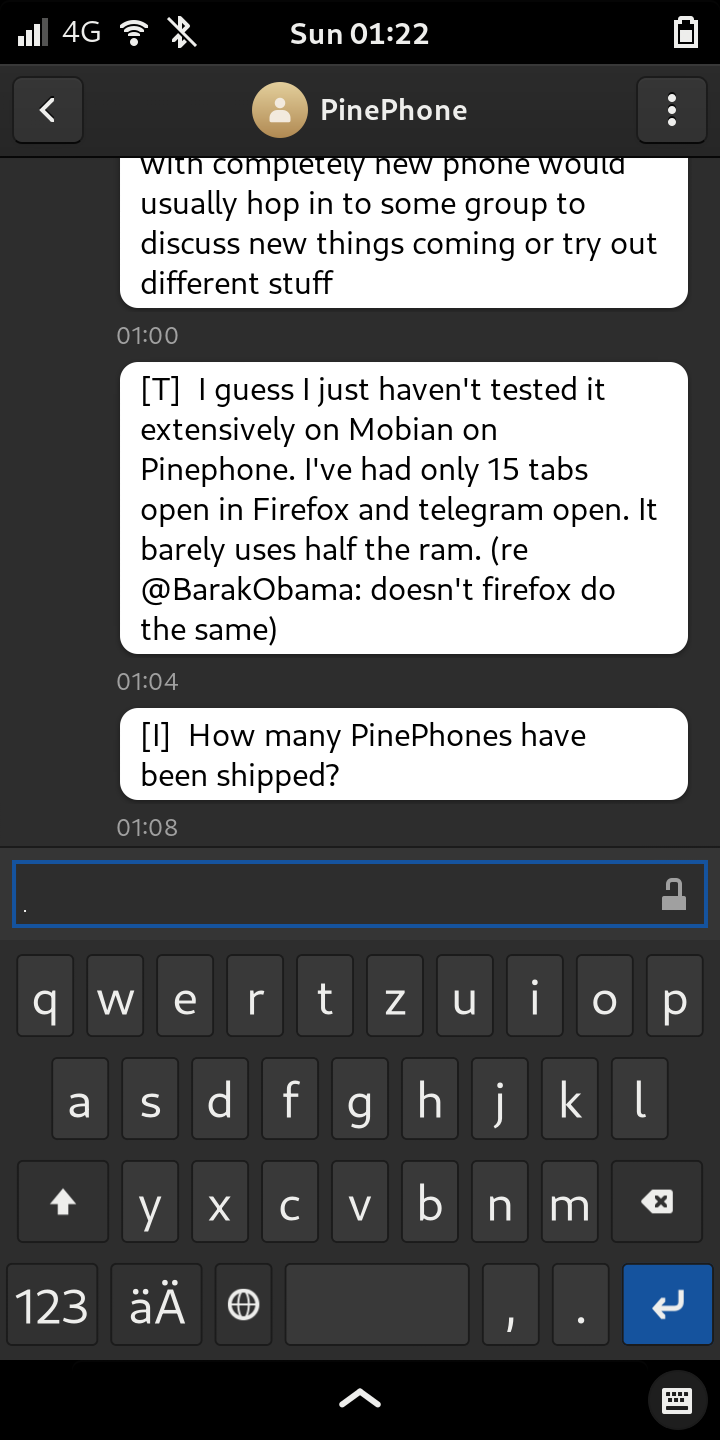 4G Sun 01:22
PinePhone
with completely new phone would
usually hop in to some group to
discuss new things coming or try out
different stuff
01:00
[T]  I guess I just haven't tested it
extensively on Mobian on
Pinephone. I've had only 15 tabs
open in Firefox and telegram open. It
barely uses half the ram. (re
@BarakObama: doesn't firefox do
the same)
01:04
[I]  How many PinePhones have
been shipped?
01:08
.
q w e r t z u i o p
a s d f g h j k l
y x c v b n m
123 äÄ , .